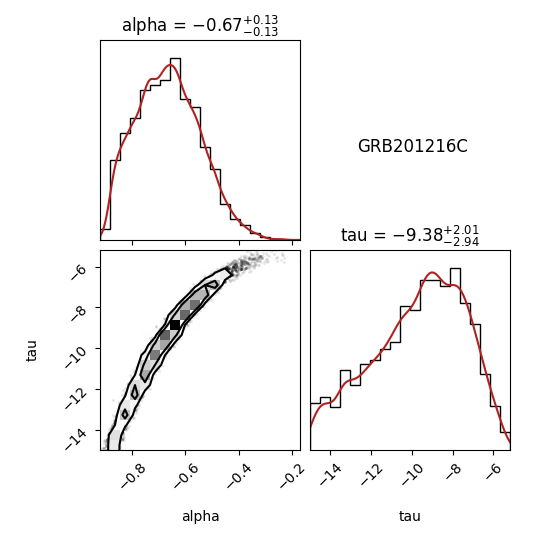 alpha = −0.67+0.13 −0.13
GRB201216C
tau = −9.38+2.01 −2.94
−6
−8
−10
−12
−14
tau
−0.8 −0.6 −0.4 −0.2
−14 −12 −10 −8 −6
alpha
tau